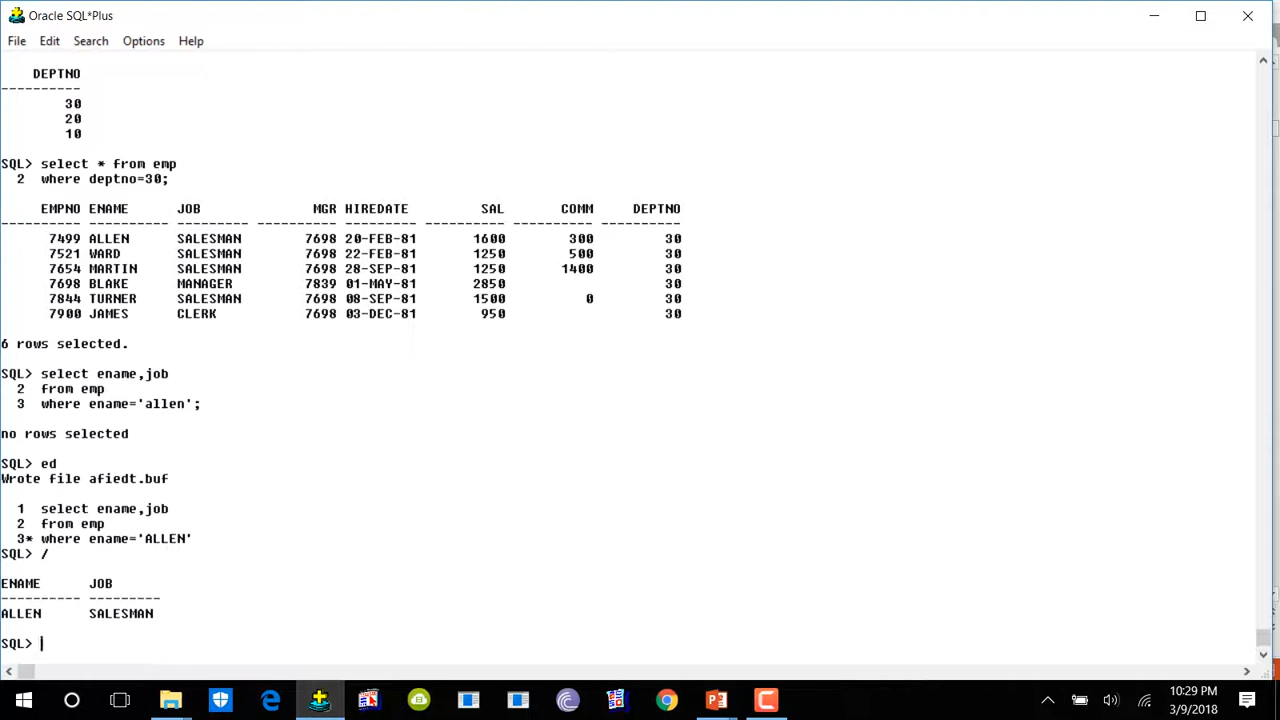 Oracle SQL*Plus
File Edit Search Options Help
DEPTNO
----------
30
20
10
SQL> select * from emp
2 where deptno=30;
EMPNO ENAME JOB MGR HIREDATE SAL COMM DEPTNO
---------- ---------- --------- ---------- --------- ---------- ---------- ----------
7499 ALLEN SALESMAN 7698 20-FEB-81 1600 300 30
7521 WARD SALESMAN 7698 22-FEB-81 1250 500 30
7654 MARTIN SALESMAN 7698 28-SEP-81 1250 1400 30
7698 BLAKE MANAGER 7839 01-MAY-81 2850 30
7844 TURNER SALESMAN 7698 08-SEP-81 1500 0 30
7900 JAMES CLERK 7698 03-DEC-81 950 30
6 rows selected.
SQL> select ename,job
2 from emp
3 where ename='allen';
no rows selected
SQL> ed
Wrote file afiedt.buf
1 select ename,job
2 from emp
3* where ename='ALLEN'
SQL> /
ENAME JOB
---------- ---------
ALLEN SALESMAN
SQL>
10:29 PM
3/9/2018